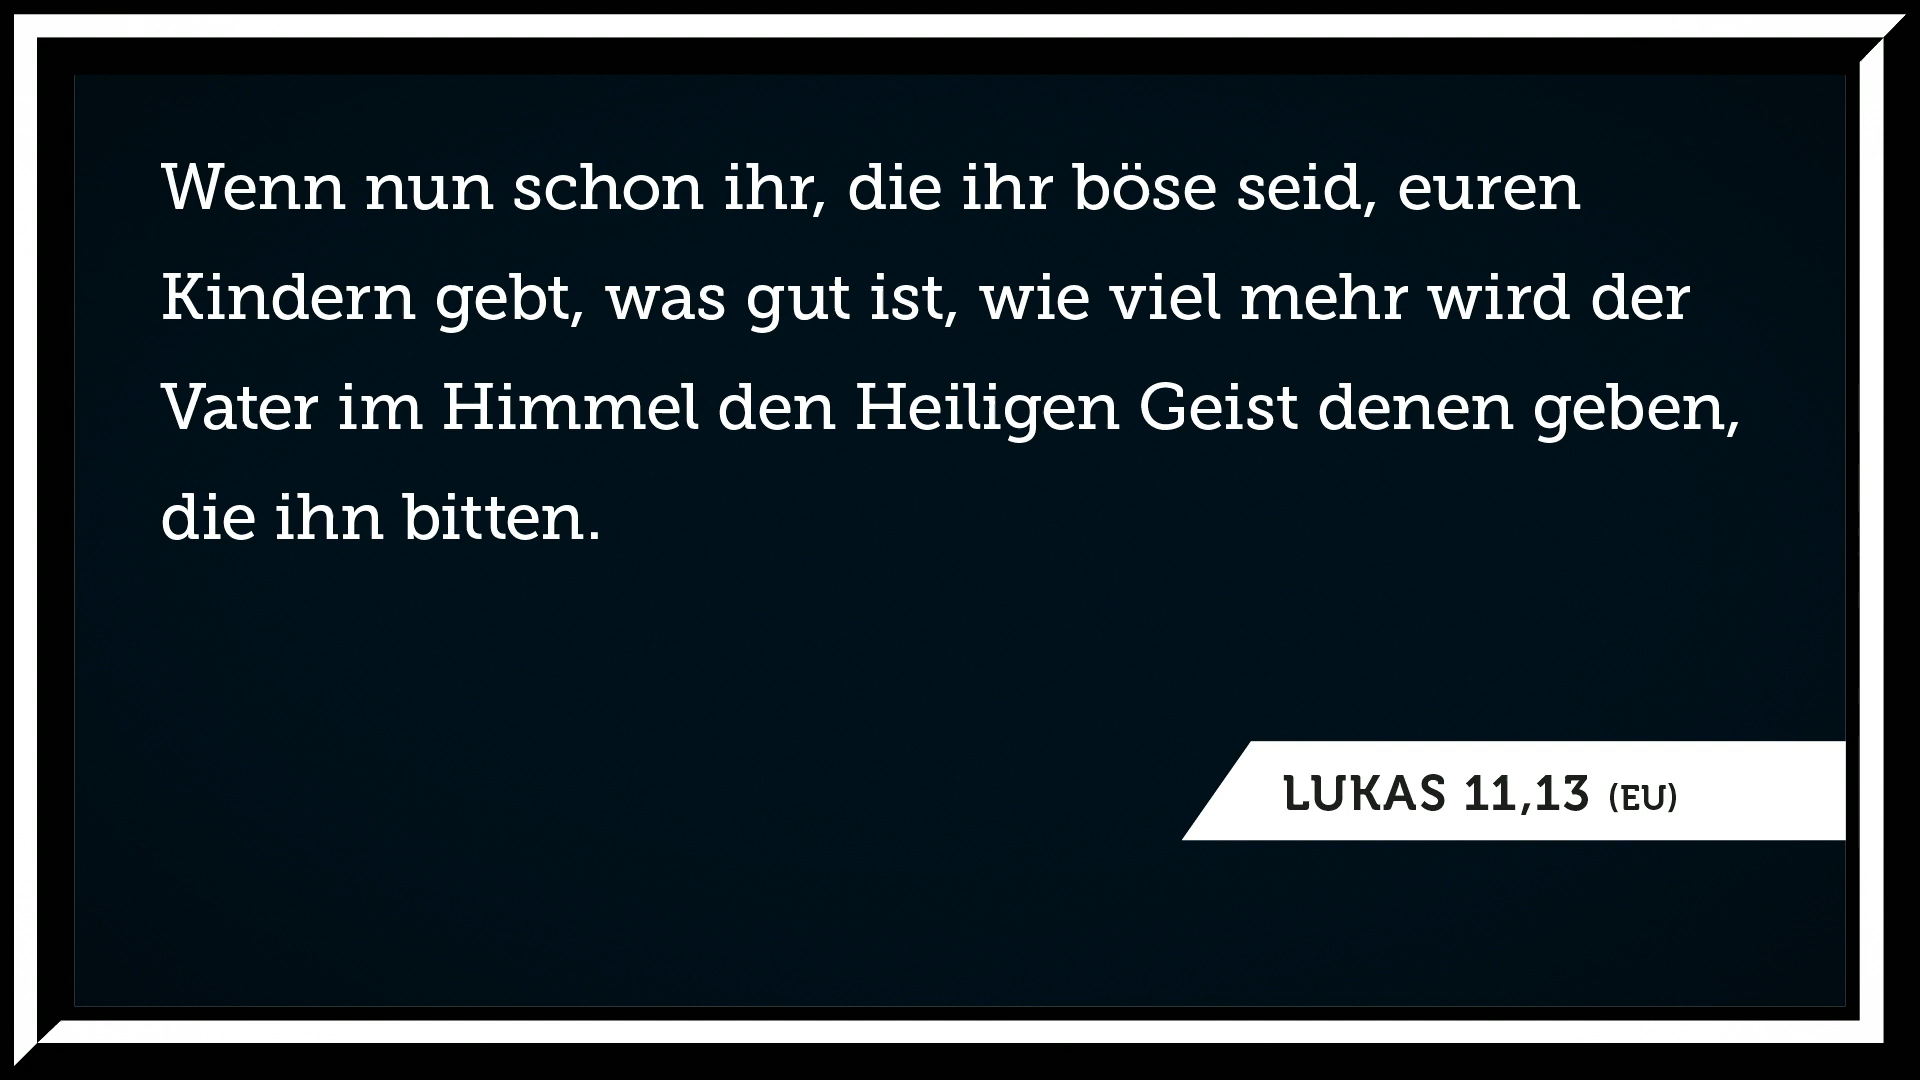 Wenn nun schon ihr, die ihr böse seid, euren
Kindern gebt, was gut ist, wie viel mehr wird der
Vater im Himmel den Heiligen Geist denen geben,
die ihn bitten.
LUKAS 11,13 (EU)